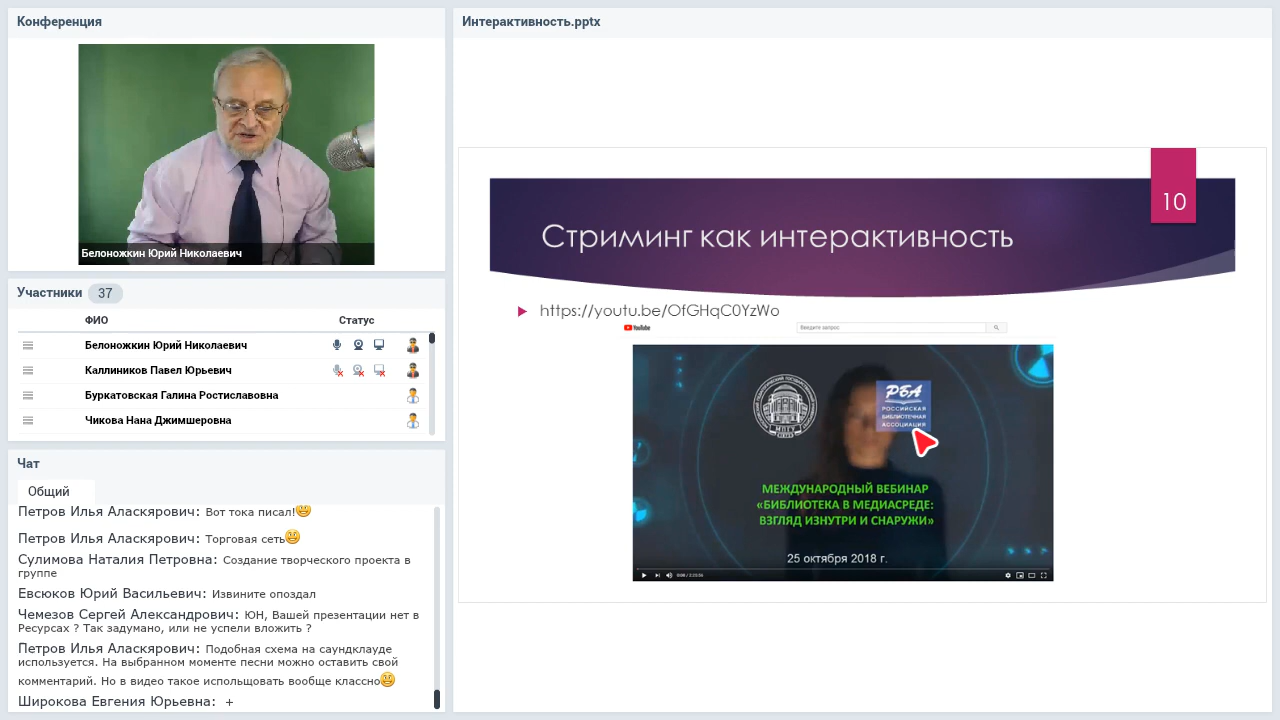 Конференция
Белоножкин Юрий Николаевич
Участники 37
ФИО Статус
Белоножкин Юрий Николаевич
Каллиников Павел Юрьевич
Буркатовская Галина Ростиславовна
Чикова Нана Джимшеровна
Чат
Общий
Петров Илья Аласкярович: Вот тока писал!
Петров Илья Аласкярович: Торговая сеть
Сулимова Наталия Петровна: Создание творческого проекта в
группе
Евсюков Юрий Васильевич: Извините опоздал
Чемезов Сергей Александрович: ЮН, Вашей презентации нет в
Ресурсах ? Так задумано, или не успели вложить ?
Петров Илья Аласкярович: Подобная схема на саундклауде
используется. На выбранном моменте песни можно оставить свой
комментарий. Но в видео такое испольщовать вообще классно
Широкова Евгения Юрьевна: +
Интерактивность.pptx
10
Стриминг как интерактивность
https://youtu.be/OfGHqC0YzWo
YouTube
Введите запрос
МПГУ
РБА
РОССИЙСКАЯ
БИБЛИОТЕЧНАЯ
АССОЦИАЦИЯ
МЕЖДУНАРОДНЫЙ ВЕБИНАР
«БИБЛИОТЕКА В МЕДИАСРЕДЕ:
ВЗГЛЯД ИЗНУТРИ И СНАРУЖИ»
25 октября 2018 г.